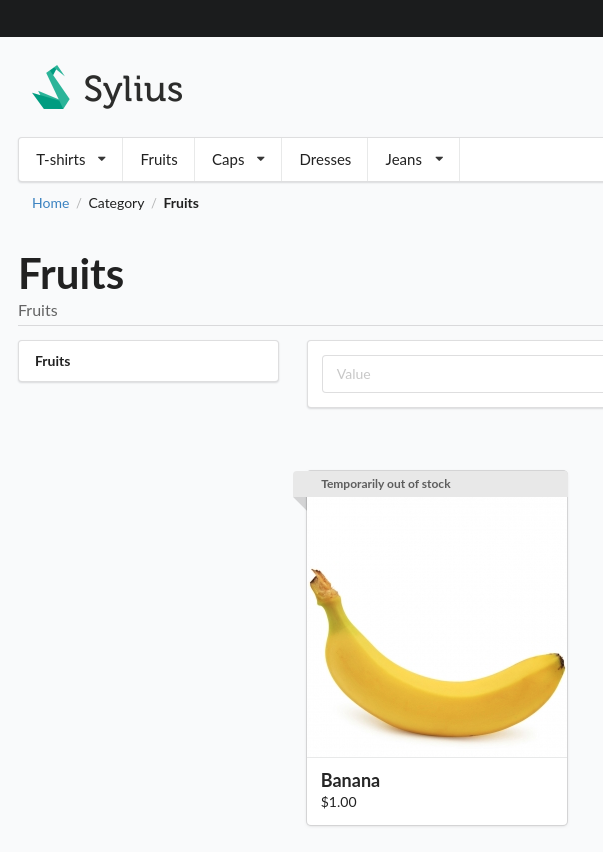 Sylius
T-shirts Fruits Caps Dresses Jeans
Home / Category / Fruits
Fruits
Fruits
Fruits
Value
Temporarily out of stock
Banana
$1.00